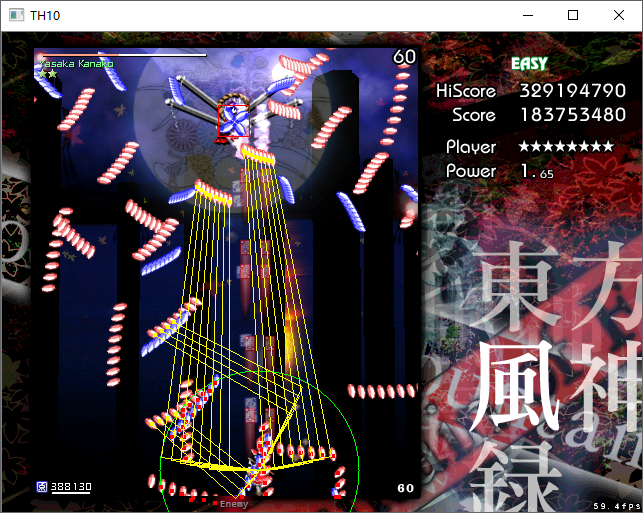 TH10
Yasaka Kanako
60
EASY
HiScore 329194790
Score 183753480
Player ★★★★★★★★
Power 1.65
東方
風神
録
388130
60
Enemy
59.4fps